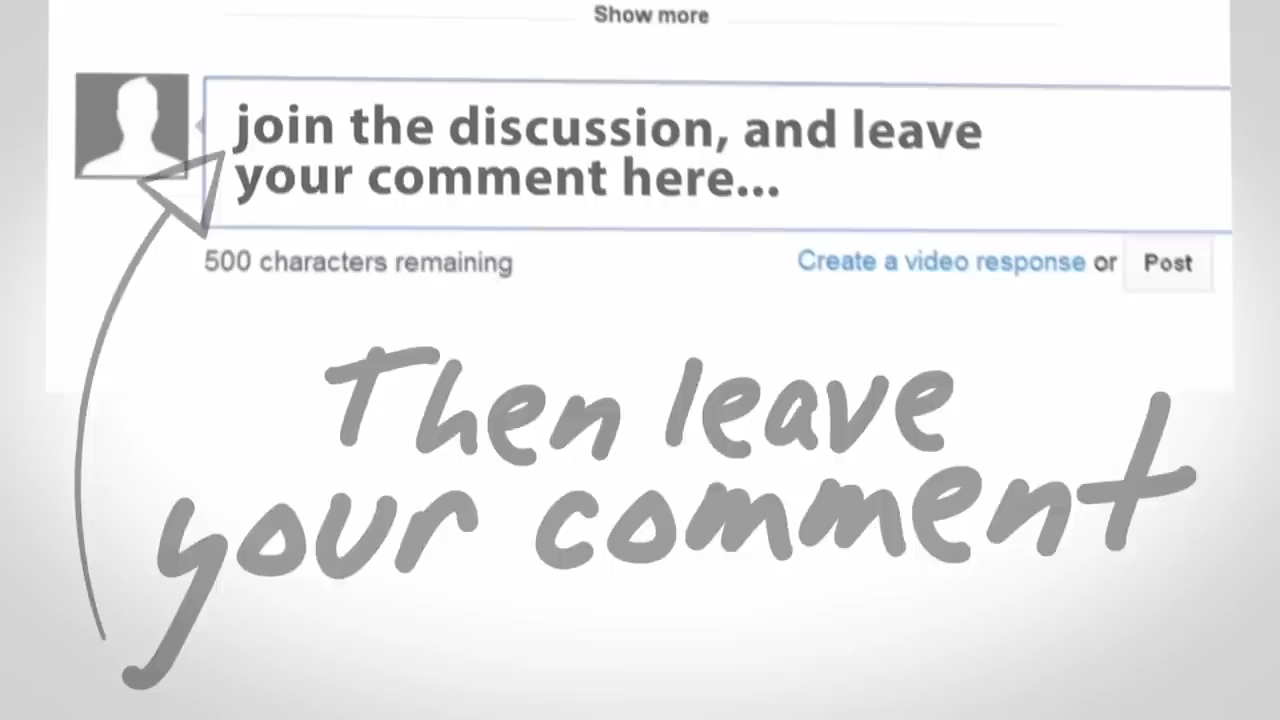 Show more
join the discussion, and leave
your comment here...
500 characters remaining
Create a video response or Post
Then leave
your comment